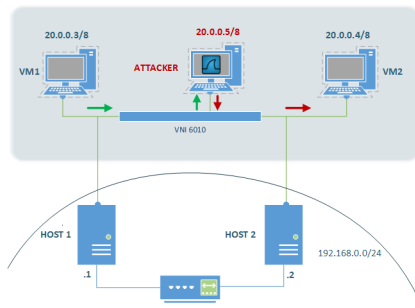 20.0.0.3/8
20.0.0.5/8
20.0.0.4/8
VM1
ATTACKER
VM2
VNI 6010
HOST 1
HOST 2
192.168.0.0/24
.1
.2